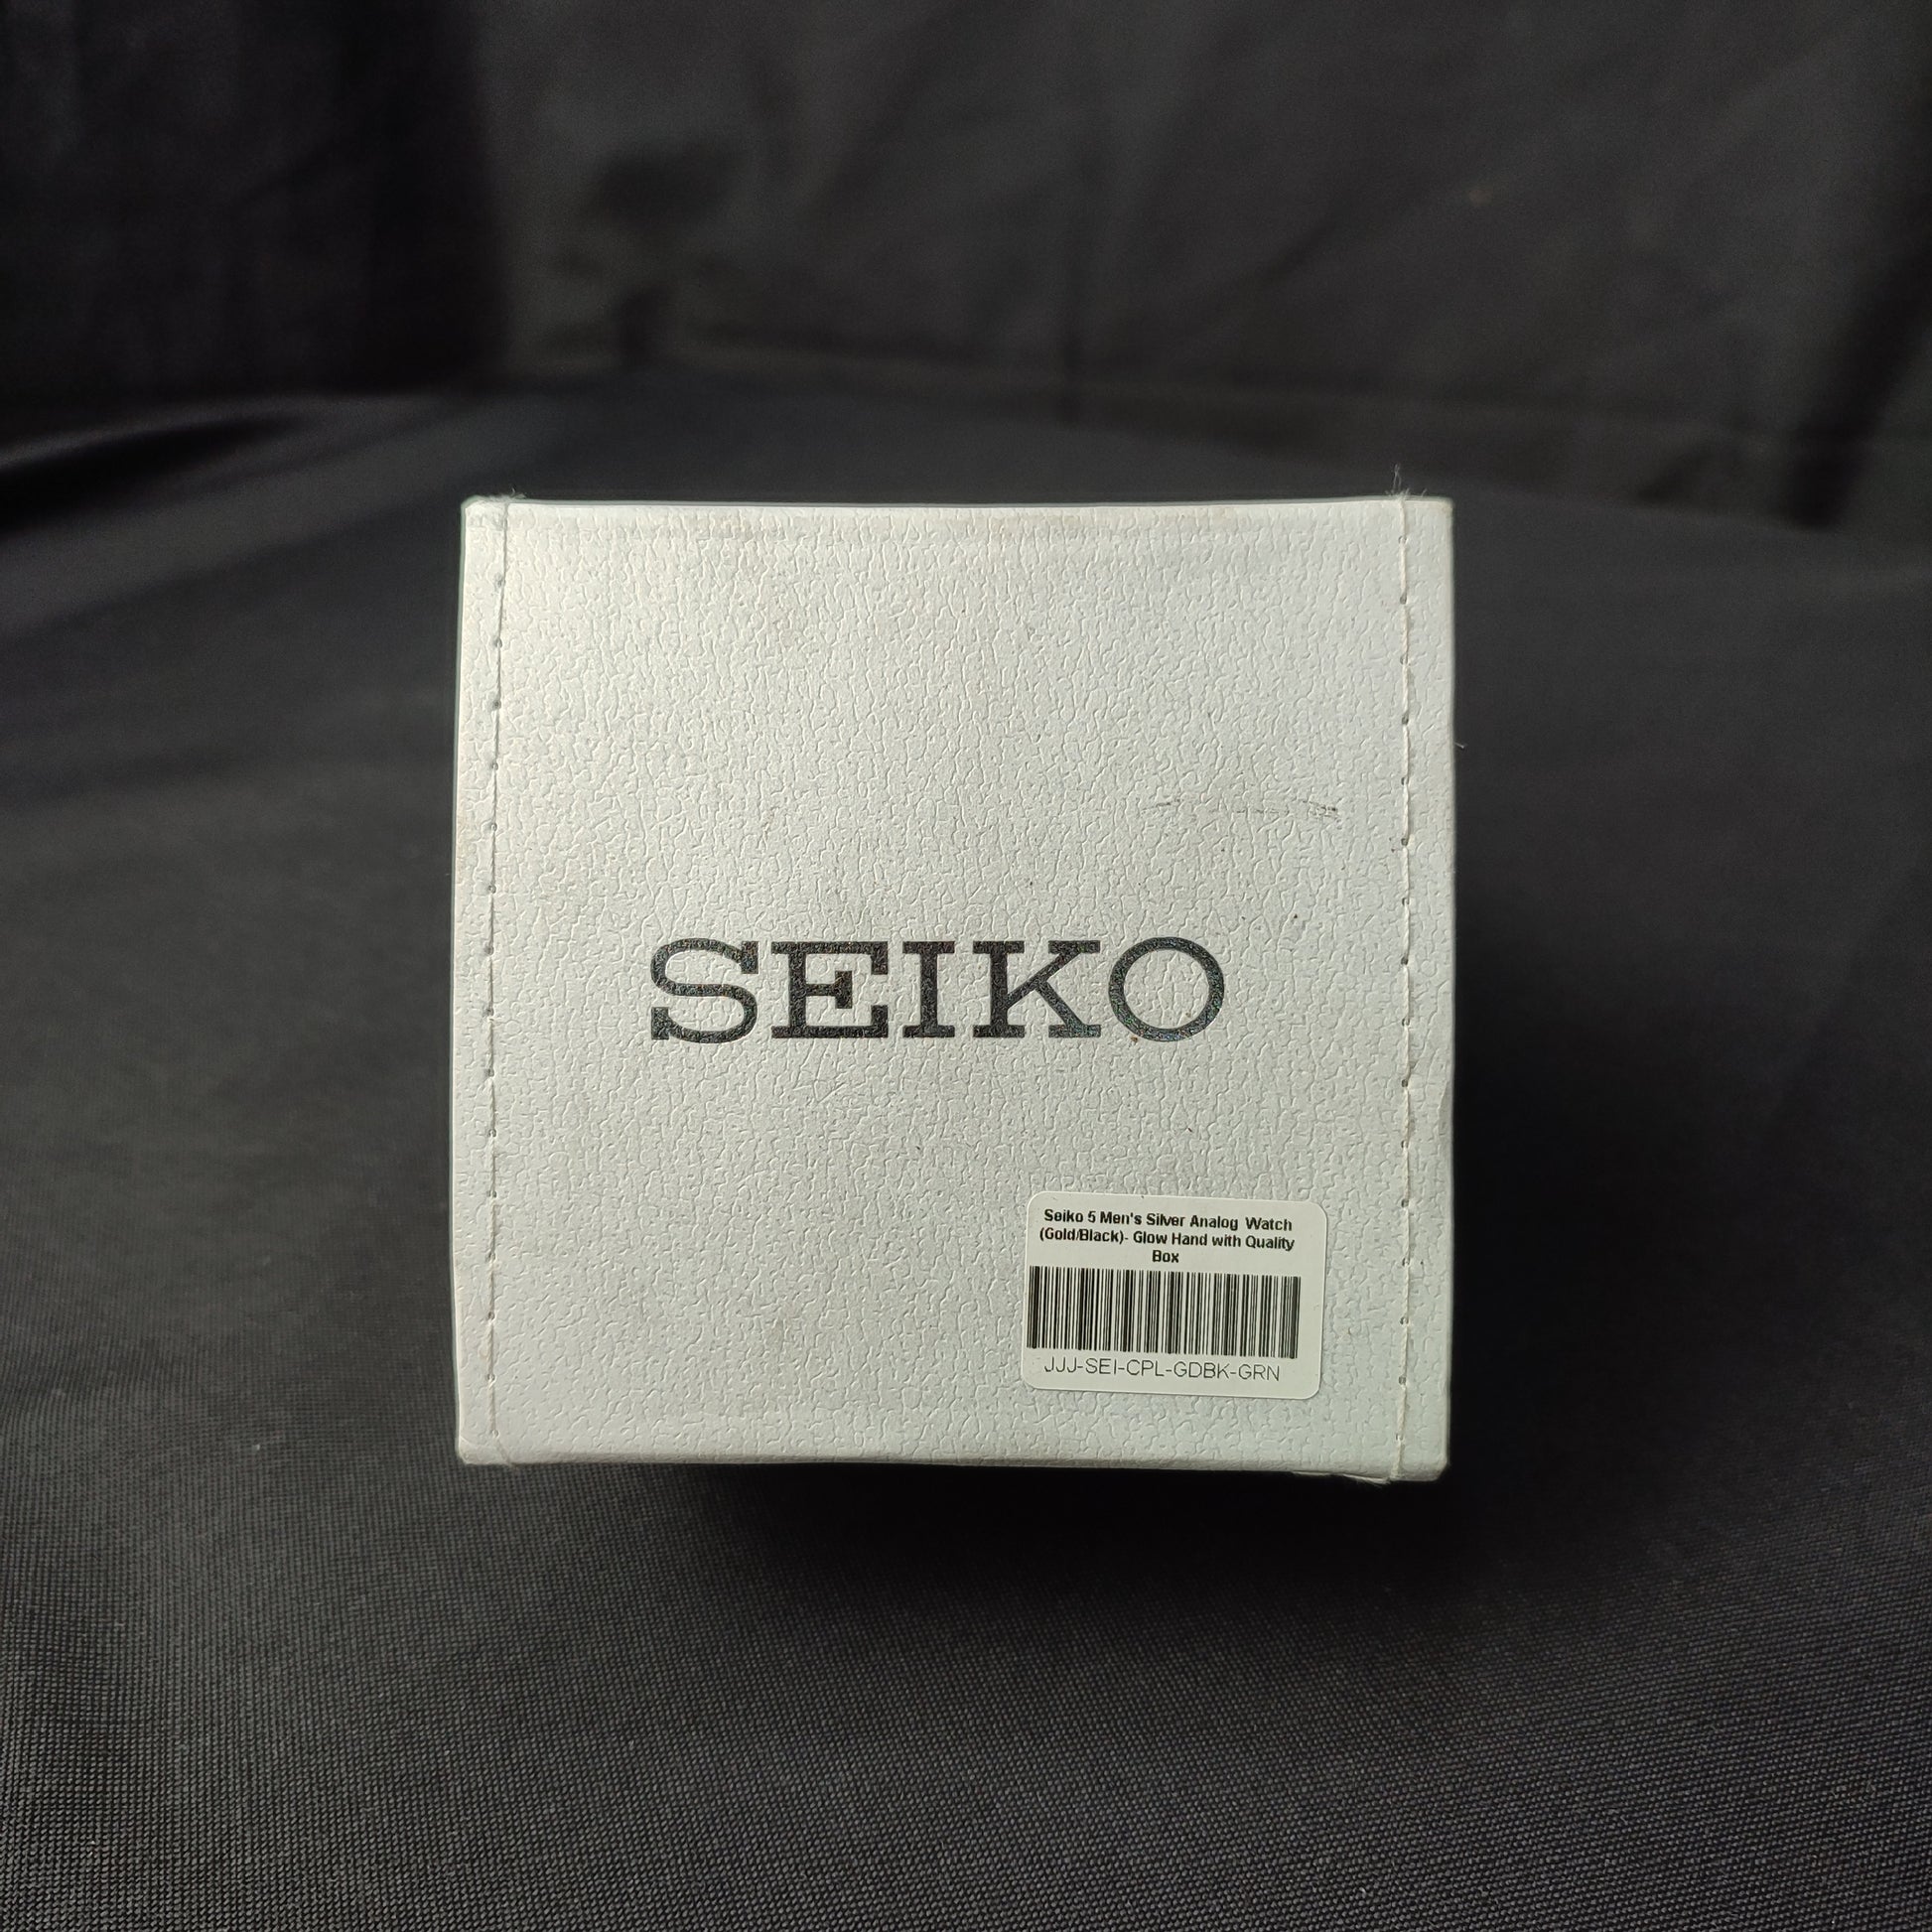 SEIKO
Seiko 5 Men's Silver Analog Watch
(Gold/Black)- Glow Hand with Quality
Box
JJJ-SEI-CPL-GDBK-GRN